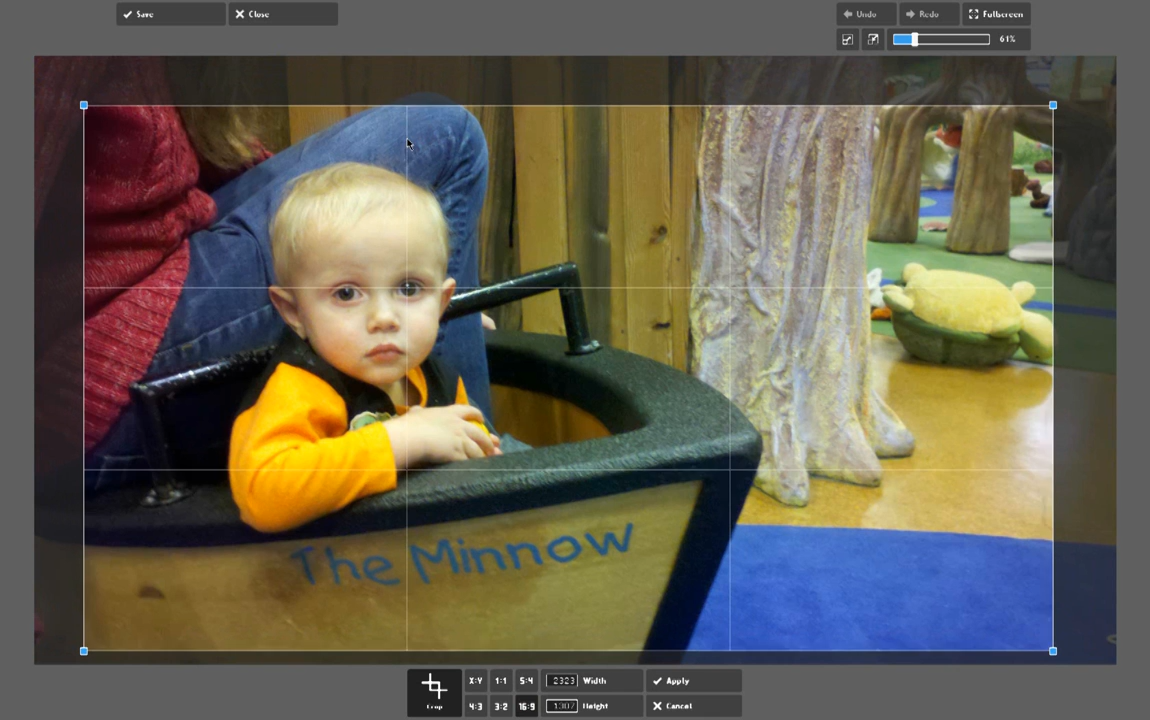 Save
Close
Undo
Redo
Fullscreen
61%
The Minnow
Crop
X:Y
1:1
5:4
2323
Width
Apply
4:3
3:2
16:9
1307
Height
Cancel